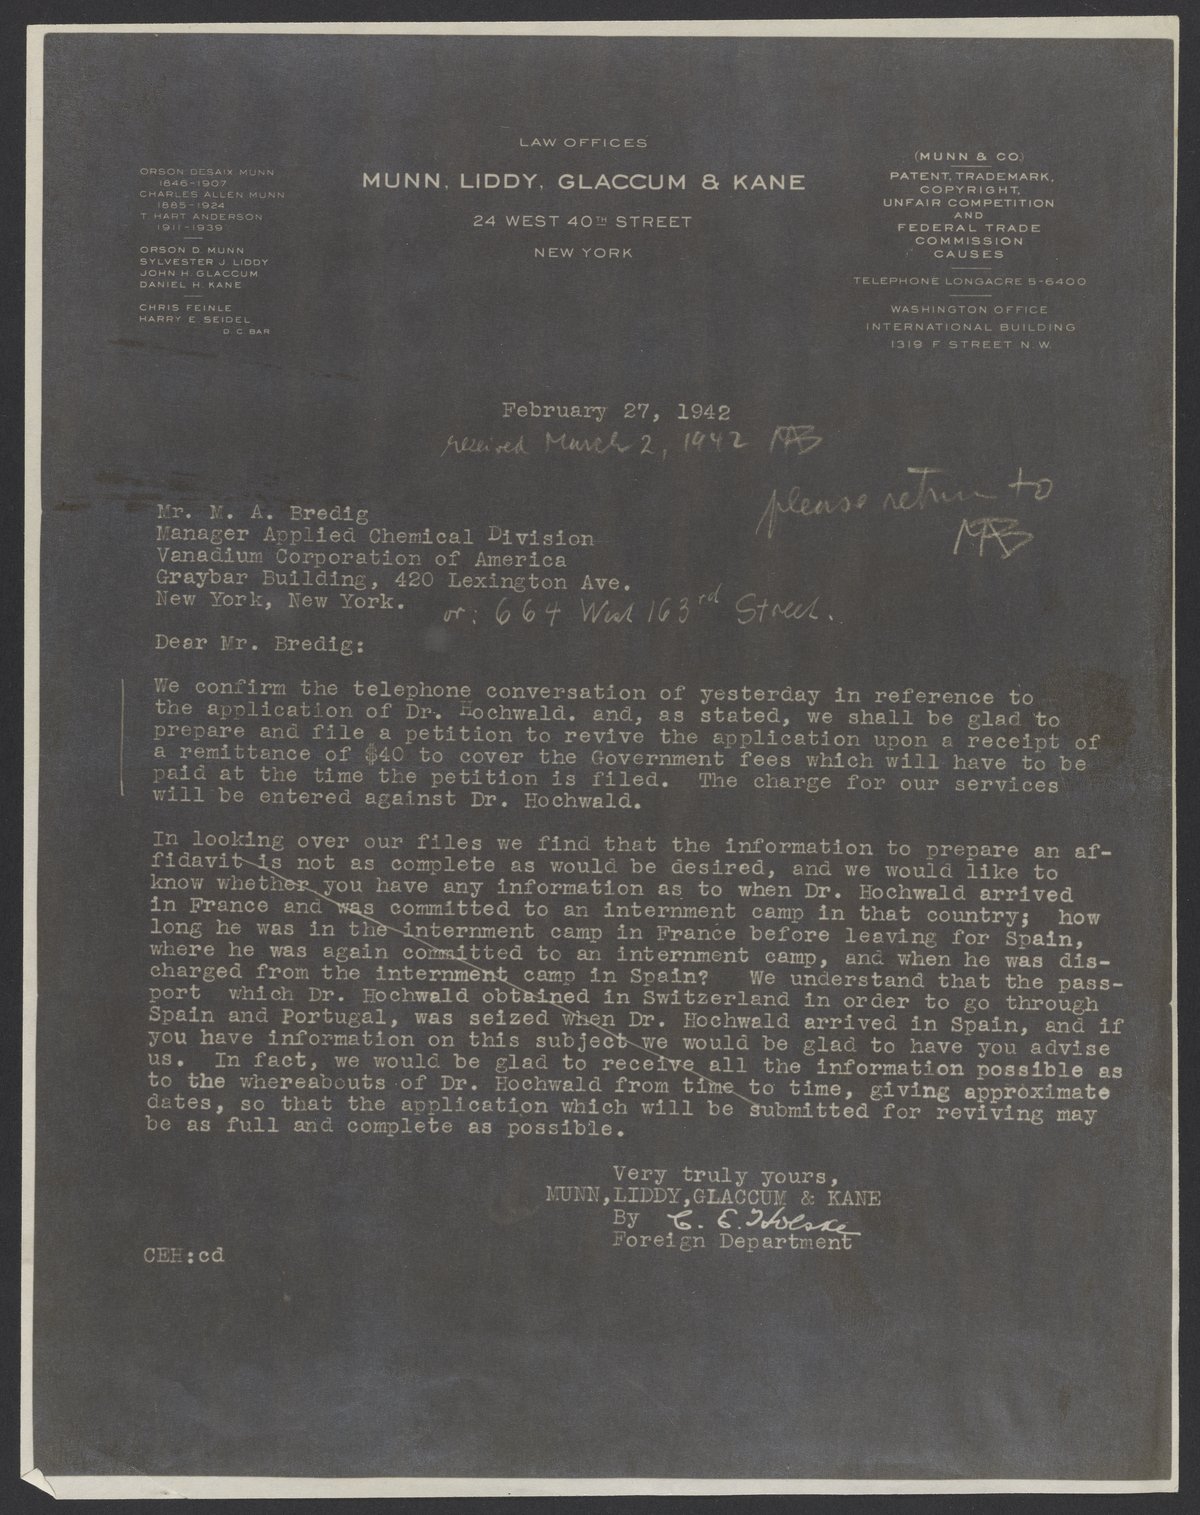 LAW OFFICES
MUNN, LIDDY, GLACCUM & KANE
24 WEST 40TH STREET
NEW YORK
ORSON DESAIX MUNN
1846-1907
CHARLES ALLEN MUNN
1885-1924
T. HART ANDERSON
1911-1939
ORSON D. MUNN
SYLVESTER J. LIDDY
JOHN H. GLACCUM
DANIEL H. KANE
CHRIS FEINLE
HARRY E. SEIDEL
D. C. BAR
(MUNN & CO.)
PATENT, TRADEMARK,
COPYRIGHT,
UNFAIR COMPETITION
AND
FEDERAL TRADE
COMMISSION
CAUSES
TELEPHONE LONGACRE 5-6400
WASHINGTON OFFICE
INTERNATIONAL BUILDING
1319 F STREET N.W.
February 27, 1942
received March 2, 1942 MAB
please return to
MAB
Mr. M. A. Bredig
Manager Applied Chemical Division
Vanadium Corporation of America
Graybar Building, 420 Lexington Ave.
New York, New York.
or: 664 West 163rd Street.
Dear Mr. Bredig:
We confirm the telephone conversation of yesterday in reference to
the application of Dr. Hochwald. and, as stated, we shall be glad to
prepare and file a petition to revive the application upon a receipt of
a remittance of $40 to cover the Government fees which will have to be
paid at the time the petition is filed. The charge for our services
will be entered against Dr. Hochwald.
In looking over our files we find that the information to prepare an af-
fidavit is not as complete as would be desired, and we would like to
know whether you have any information as to when Dr. Hochwald arrived
in France and was committed to an internment camp in that country; how
long he was in the internment camp in France before leaving for Spain,
where he was again committed to an internment camp, and when he was dis-
charged from the internment camp in Spain? We understand that the pass-
port which Dr. Hochwald obtained in Switzerland in order to go through
Spain and Portugal, was seized when Dr. Hochwald arrived in Spain, and if
you have information on this subject we would be glad to have you advise
us. In fact, we would be glad to receive all the information possible as
to the whereabouts of Dr. Hochwald from time to time, giving approximate
dates, so that the application which will be submitted for reviving may
be as full and complete as possible.
Very truly yours,
MUNN,LIDDY,GLACCUM & KANE
By C. E. Holske
Foreign Department
CEH:cd